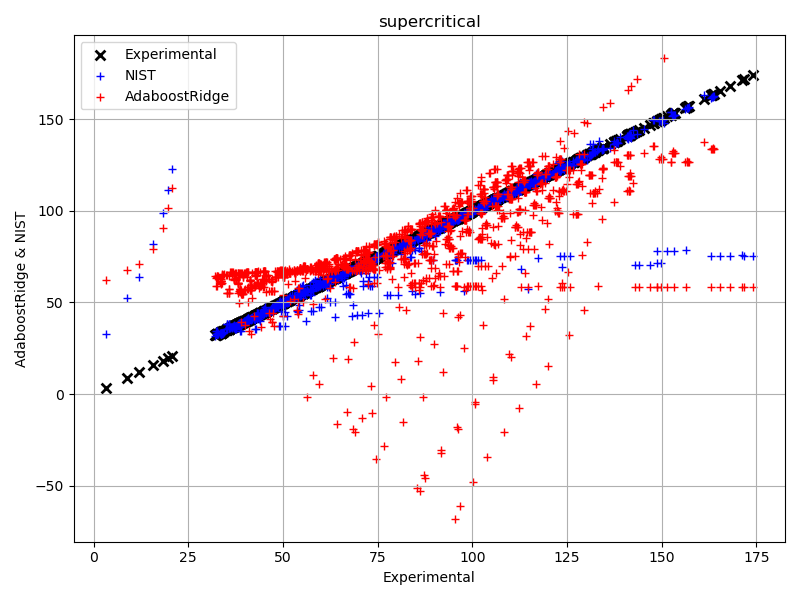 supercritical
Experimental
NIST
AdaboostRidge
AdaboostRidge & NIST
150
100
50
0
−50
0 25 50 75 100 125 150 175
Experimental